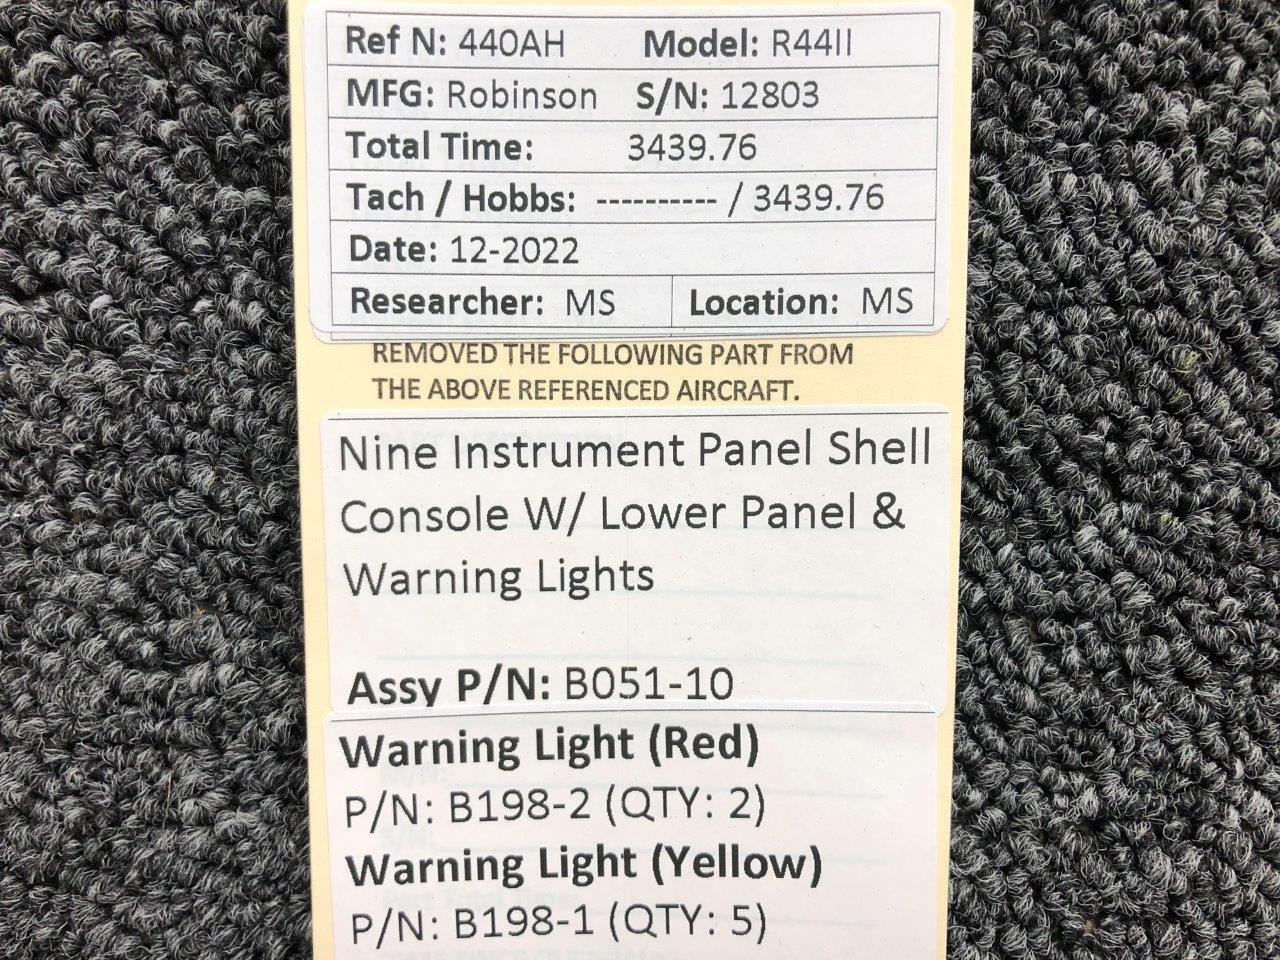 Ref N: 440AH Model: R44II
MFG: Robinson S/N: 12803
Total Time: 3439.76
Tach / Hobbs: ---------- / 3439.76
Date: 12-2022
Researcher: MS Location: MS
REMOVED THE FOLLOWING PART FROM
THE ABOVE REFERENCED AIRCRAFT.
Nine Instrument Panel Shell
Console W/ Lower Panel &
Warning Lights
Assy P/N: B051-10
Warning Light (Red)
P/N: B198-2 (QTY: 2)
Warning Light (Yellow)
P/N: B198-1 (QTY: 5)